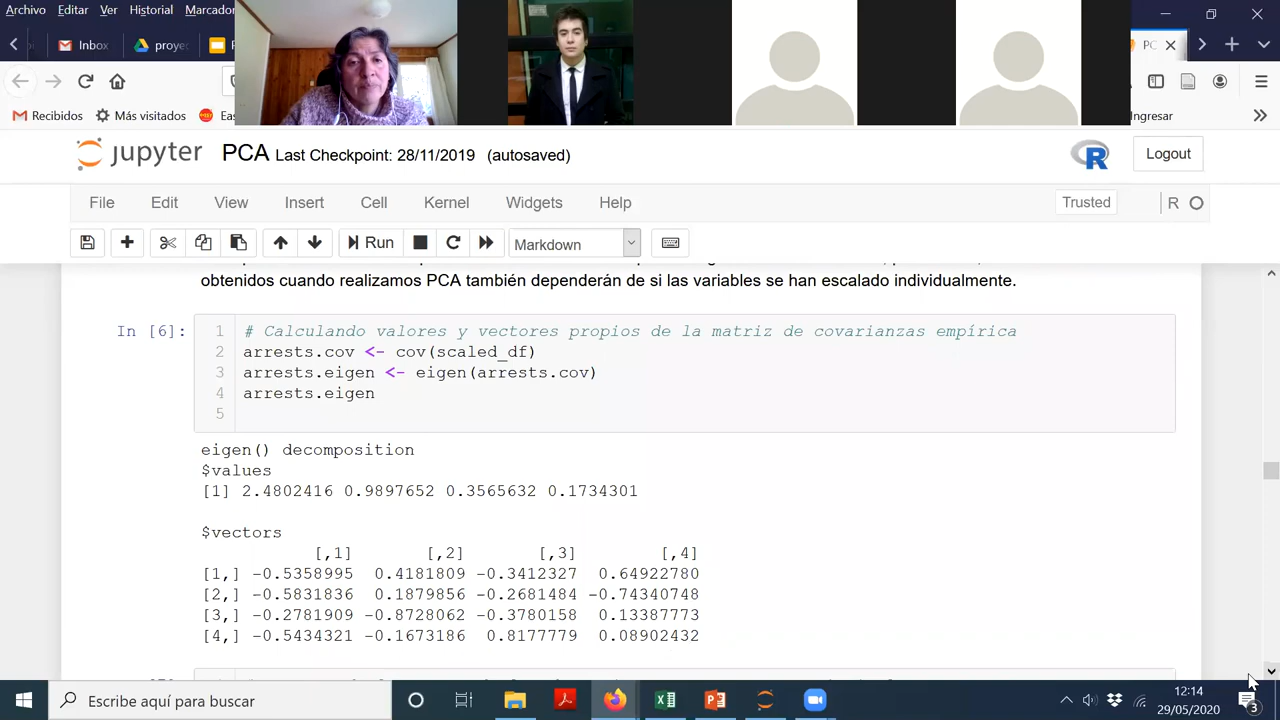 Archivo Editar Ver Historial Marcador
Inbox proye PC
Recibidos Más visitados Eas Ingresar
jupyter PCA Last Checkpoint: 28/11/2019 (autosaved) R Logout
File Edit View Insert Cell Kernel Widgets Help Trusted R
Run Markdown
obtenidos cuando realizamos PCA también dependerán de si las variables se han escalado individualmente.
In [6]: 1 # Calculando valores y vectores propios de la matriz de covarianzas empírica
2 arrests.cov <- cov(scaled_df)
3 arrests.eigen <- eigen(arrests.cov)
4 arrests.eigen
5
eigen() decomposition
$values
[1] 2.4802416 0.9897652 0.3565632 0.1734301
$vectors
[,1] [,2] [,3] [,4]
[1,] -0.5358995 0.4181809 -0.3412327 0.64922780
[2,] -0.5831836 0.1879856 -0.2681484 -0.74340748
[3,] -0.2781909 -0.8728062 -0.3780158 0.13387773
[4,] -0.5434321 -0.1673186 0.8177779 0.08902432
Escribe aquí para buscar 12:14
29/05/2020 3